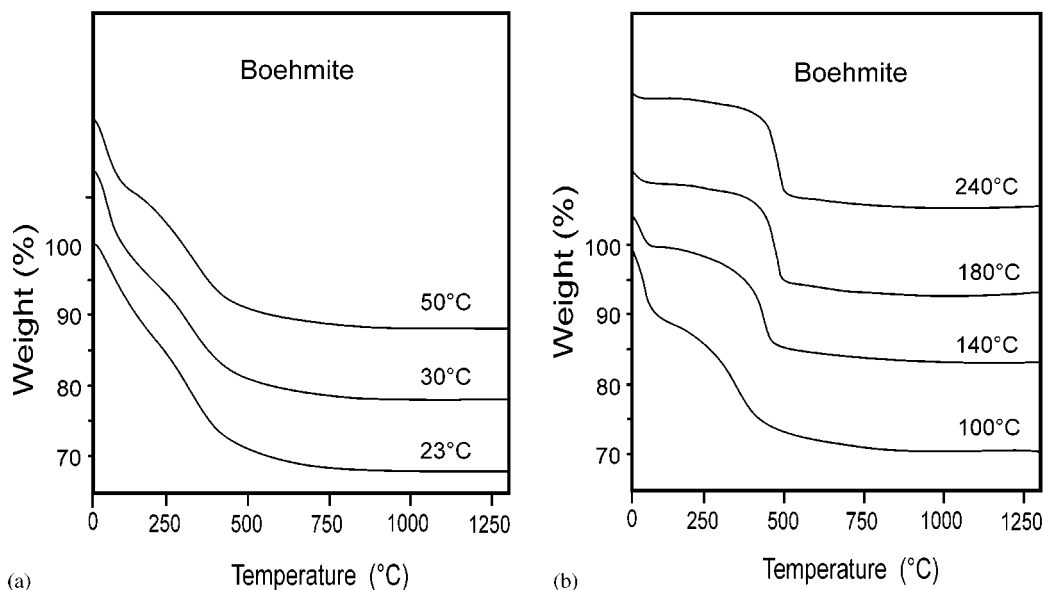 Boehmite
Weight (%)
100
90
80
70
50°C
30°C
23°C
0 250 500 750 1000 1250
Temperature (°C)
(a)
Boehmite
Weight (%)
100
90
80
70
240°C
180°C
140°C
100°C
0 250 500 750 1000 1250
Temperature (°C)
(b)